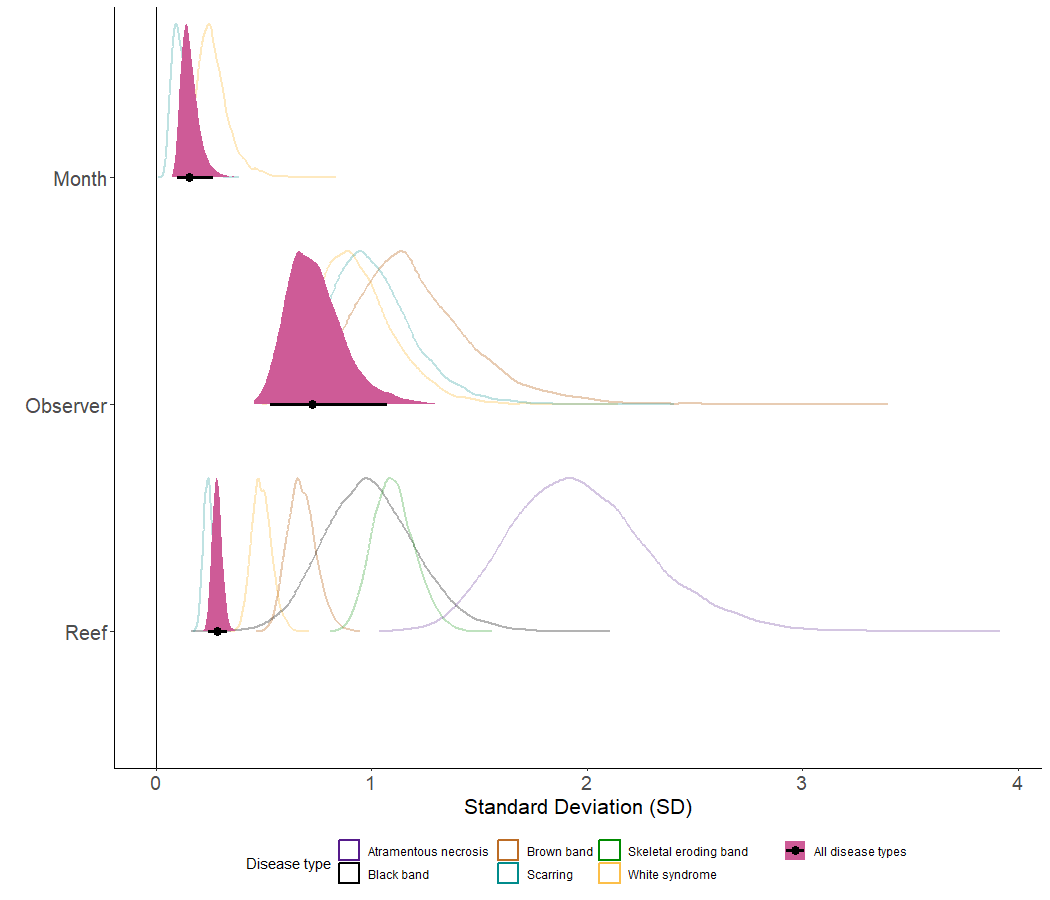 Month
Observer
Reef
0 1 2 3 4
Standard Deviation (SD)
Disease type
Atramentous necrosis Brown band Skeletal eroding band All disease types
Black band Scarring White syndrome